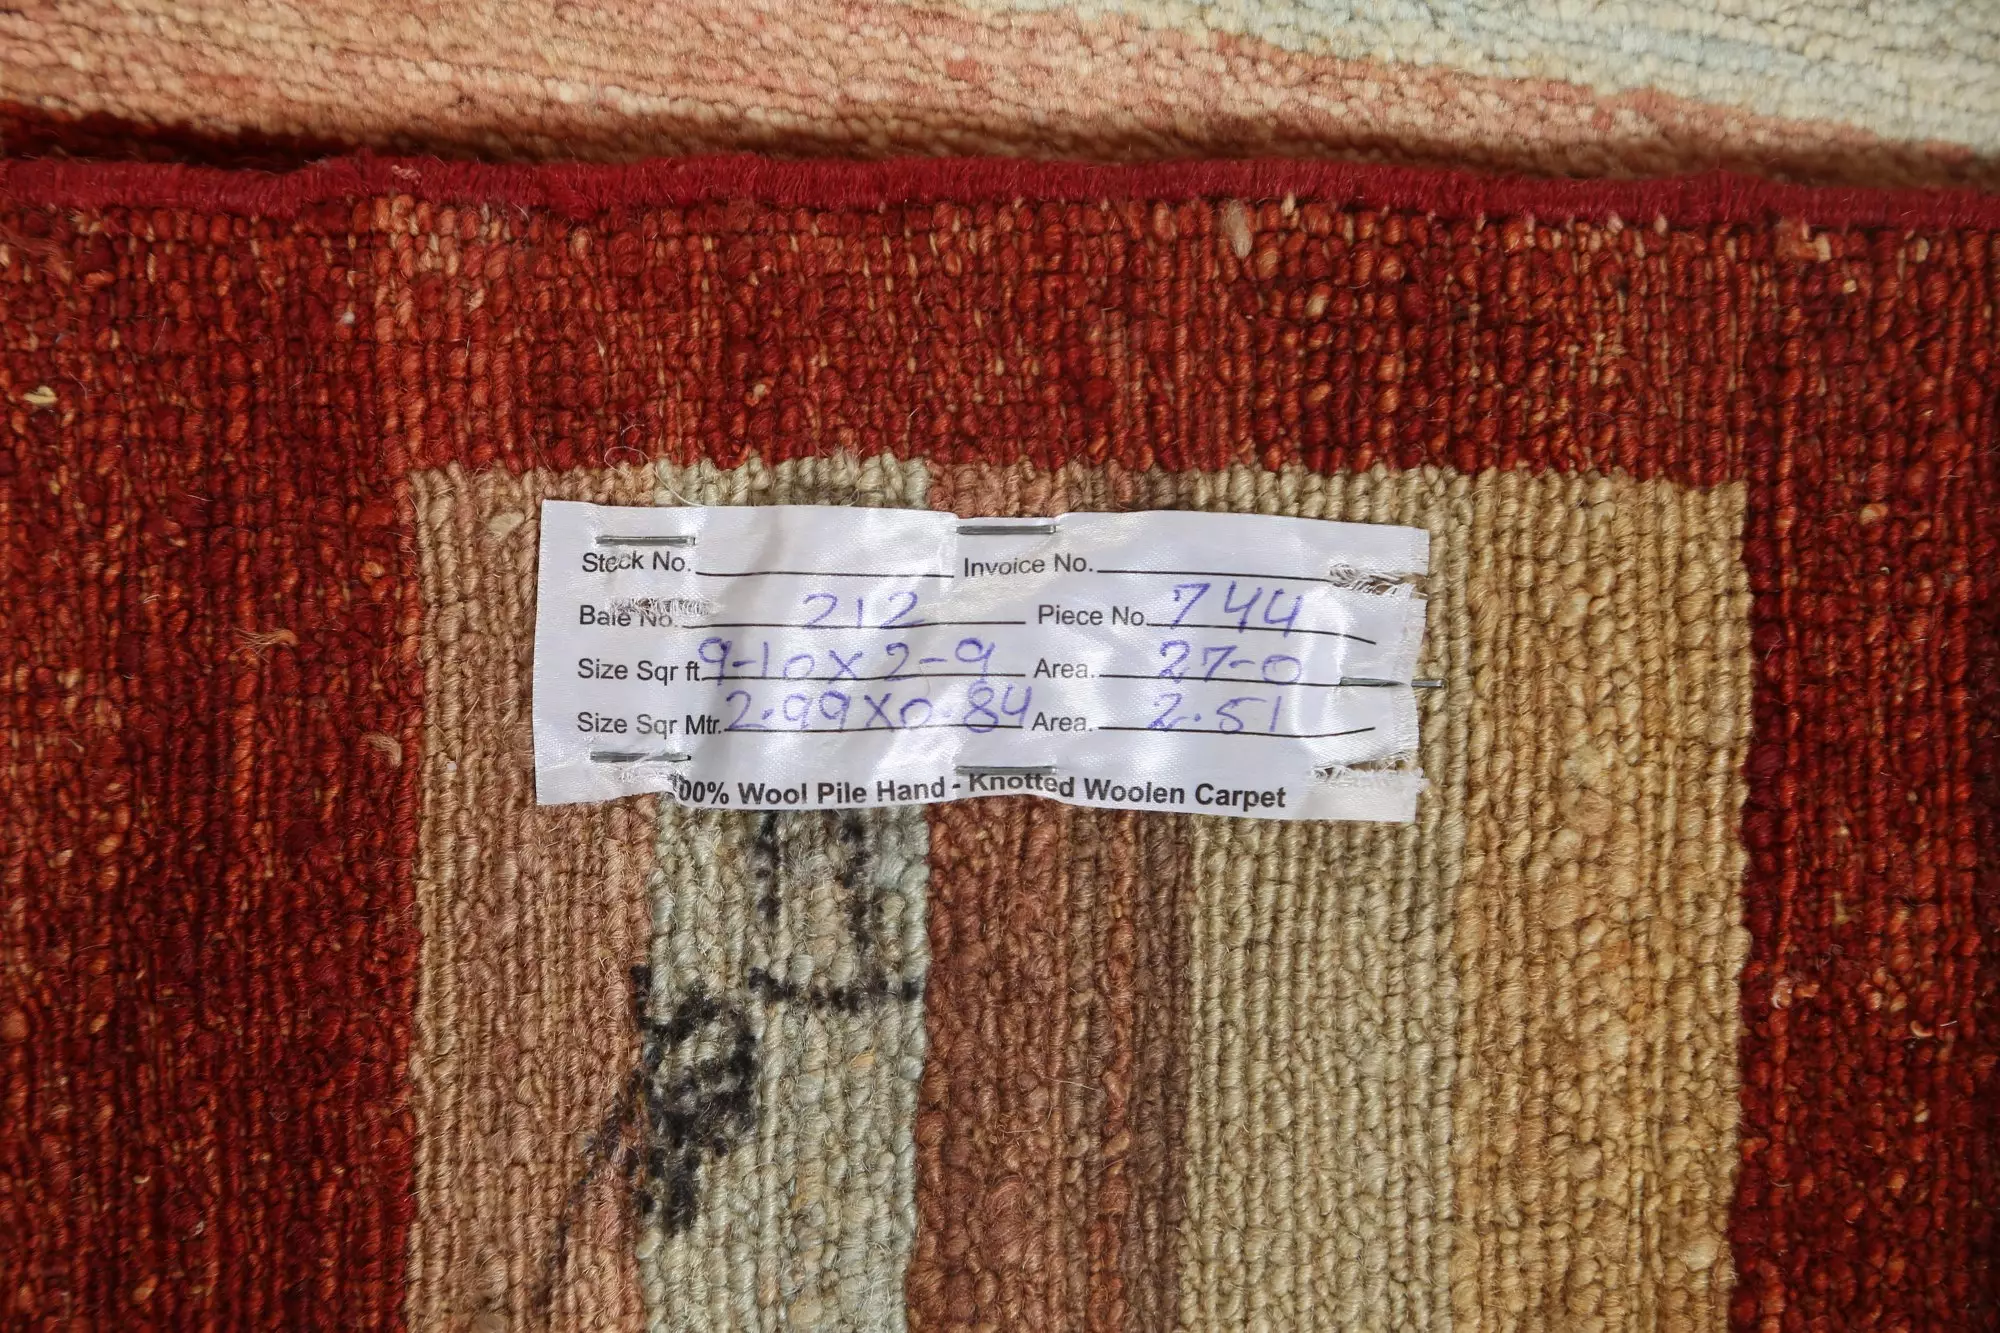 Stock No. Invoice No.
Bale No. 212 Piece No. 744
Size Sqr ft. 9-10X2-9 Area. 27-0
Size Sqr Mtr. 2.99X0.84 Area. 2.51
100% Wool Pile Hand - Knotted Woolen Carpet